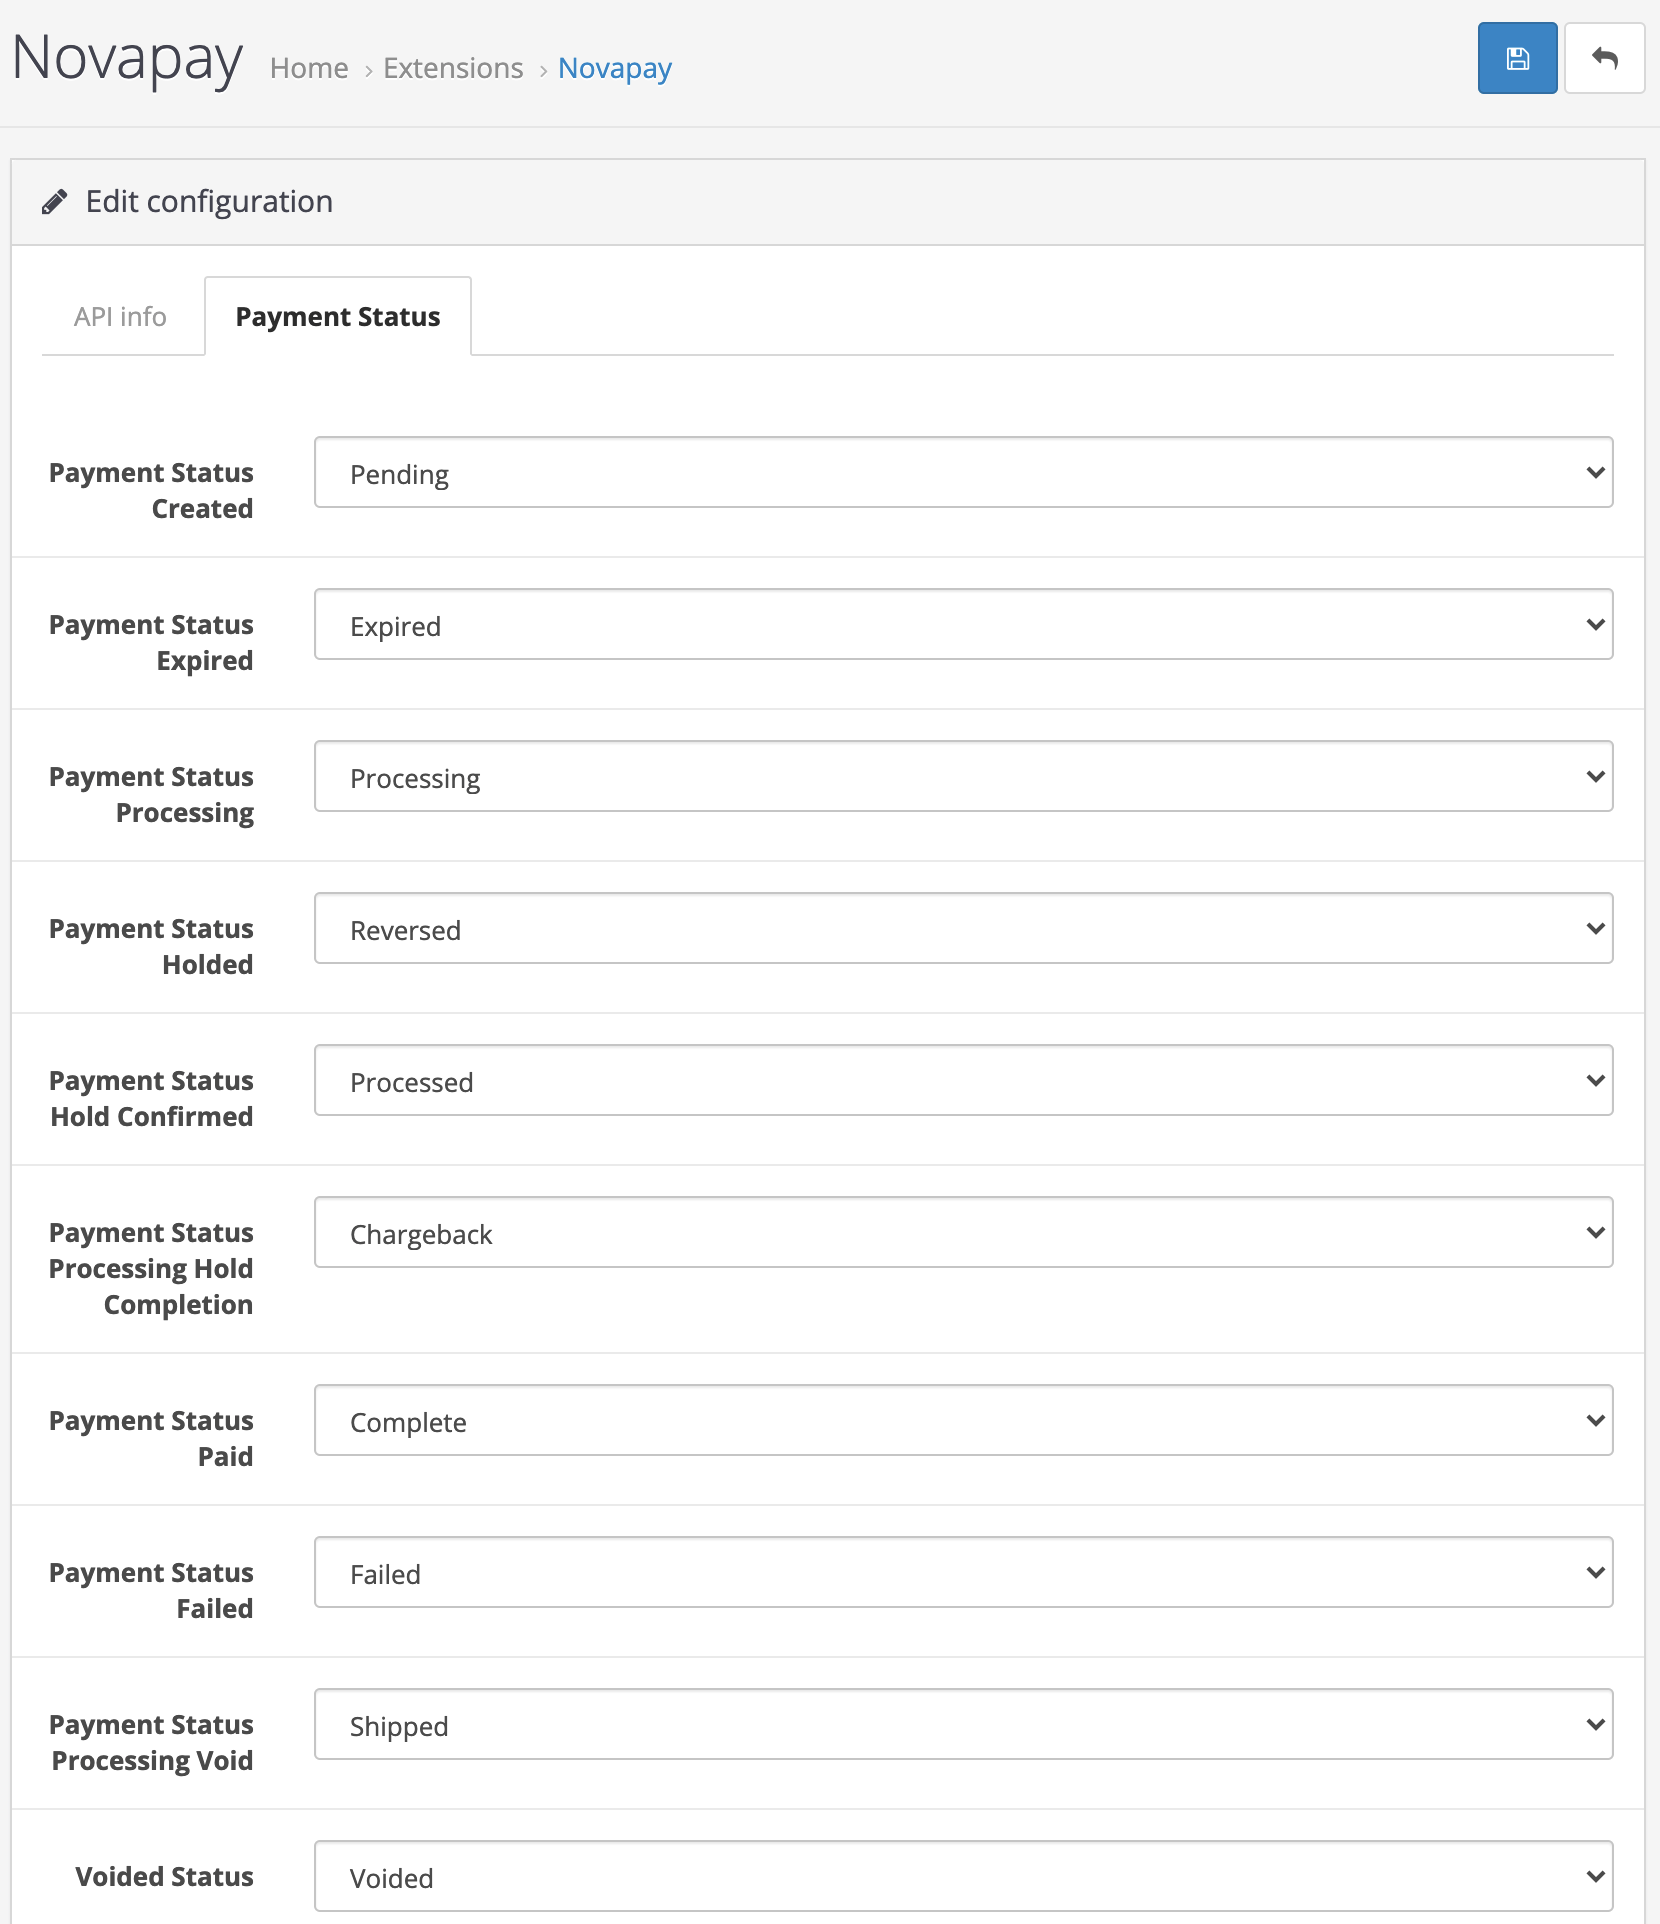 Novapay
Home › Extensions › Novapay
Edit configuration
API info
Payment Status
Payment Status
Created
Pending
Payment Status
Expired
Expired
Payment Status
Processing
Processing
Payment Status
Holded
Reversed
Payment Status
Hold Confirmed
Processed
Payment Status
Processing Hold
Completion
Chargeback
Payment Status
Paid
Complete
Payment Status
Failed
Failed
Payment Status
Processing Void
Shipped
Voided Status
Voided